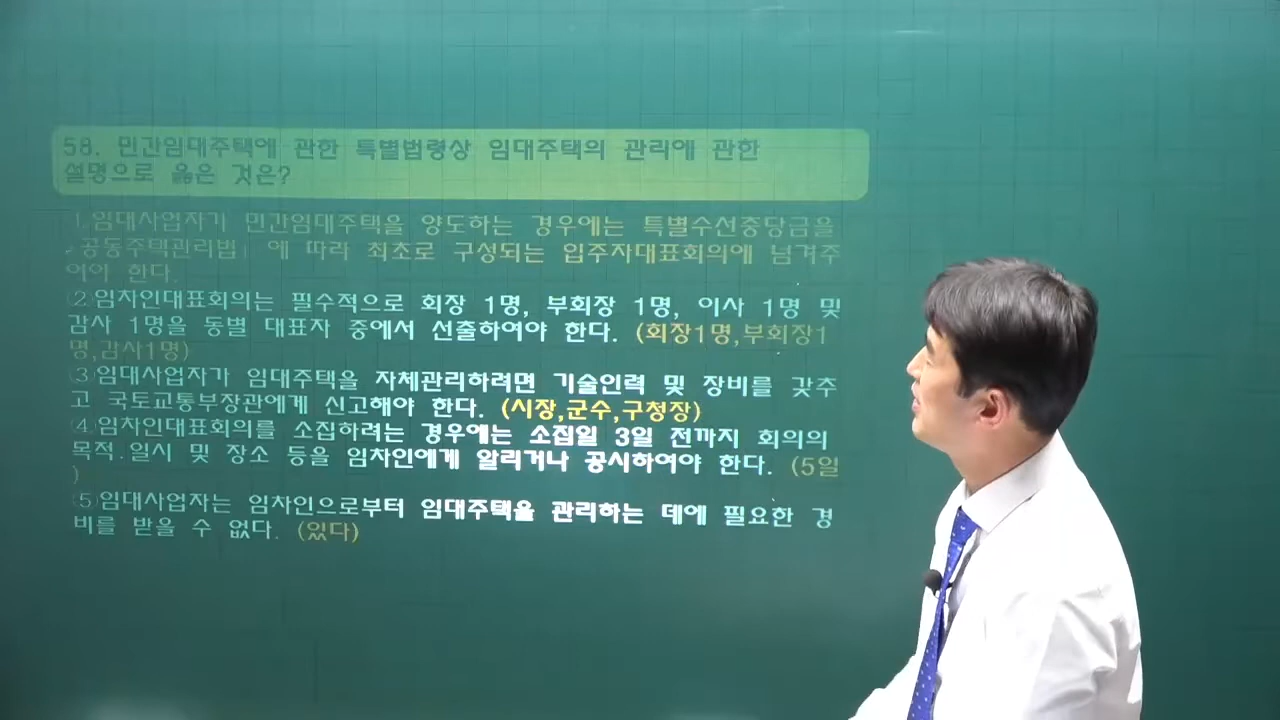 58. 민간임대주택에 관한 특별법령상 임대주택의 관리에 관한
설명으로 옳은 것은?
1.임대사업자가 민간임대주택을 양도하는 경우에는 특별수선충당금을
「공동주택관리법」에 따라 최초로 구성되는 입주자대표회의에 넘겨주
어야 한다.
(2)임차인대표회의는 필수적으로 회장 1명, 부회장 1명, 이사 1명 및
감사 1명을 동별 대표자 중에서 선출하여야 한다. (회장1명,부회장1
명,감사1명)
(3)임대사업자가 임대주택을 자체관리하려면 기술인력 및 장비를 갖추
고 국토교통부장관에게 신고해야 한다. (시장,군수,구청장)
(4)임차인대표회의를 소집하려는 경우에는 소집일 3일 전까지 회의의
목적.일시 및 장소 등을 임차인에게 알리거나 공시하여야 한다. (5일
)
(5)임대사업자는 임차인으로부터 임대주택을 관리하는 데에 필요한 경
비를 받을 수 없다. (있다)